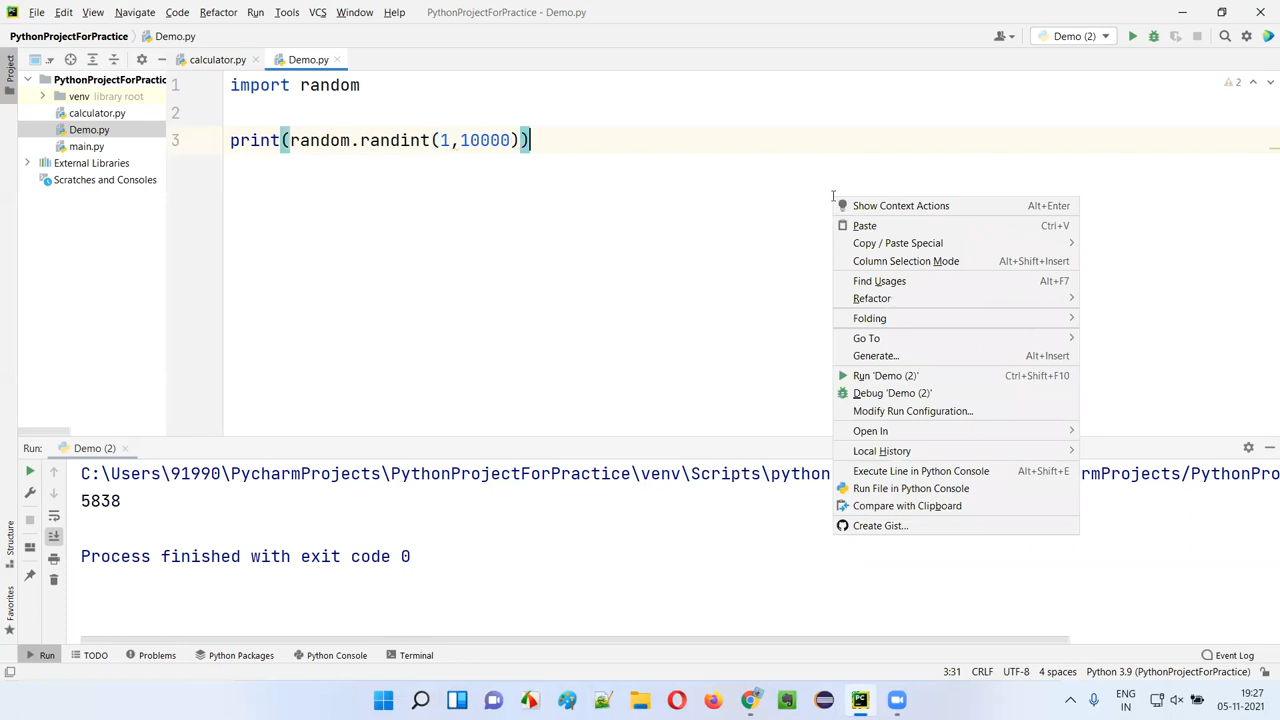 File Edit View Navigate Code Refactor Run Tools VCS Window Help PythonProjectForPractice - Demo.py
PythonProjectForPractice Demo.py Demo (2)
Project
calculator.py Demo.py
PythonProjectForPractic
venv library root
calculator.py
Demo.py
main.py
External Libraries
Scratches and Consoles
1 import random
2
3 print(random.randint(1,10000))
2
Show Context Actions Alt+Enter
Paste Ctrl+V
Copy / Paste Special
Column Selection Mode Alt+Shift+Insert
Find Usages Alt+F7
Refactor
Folding
Go To
Generate... Alt+Insert
Run 'Demo (2)' Ctrl+Shift+F10
Debug 'Demo (2)'
Modify Run Configuration...
Open In
Local History
Execute Line in Python Console Alt+Shift+E
Run File in Python Console
Compare with Clipboard
Create Gist...
Run: Demo (2)
C:\Users\91990\PycharmProjects\PythonProjectForPractice\venv\Scripts\python armProjects/PythonPro
5838
Process finished with exit code 0
Structure
Favorites
Run TODO Problems Python Packages Python Console Terminal Event Log
3:31 CRLF UTF-8 4 spaces Python 3.9 (PythonProjectForPractice)
PC
ENG
IN
19:27
05-11-2021